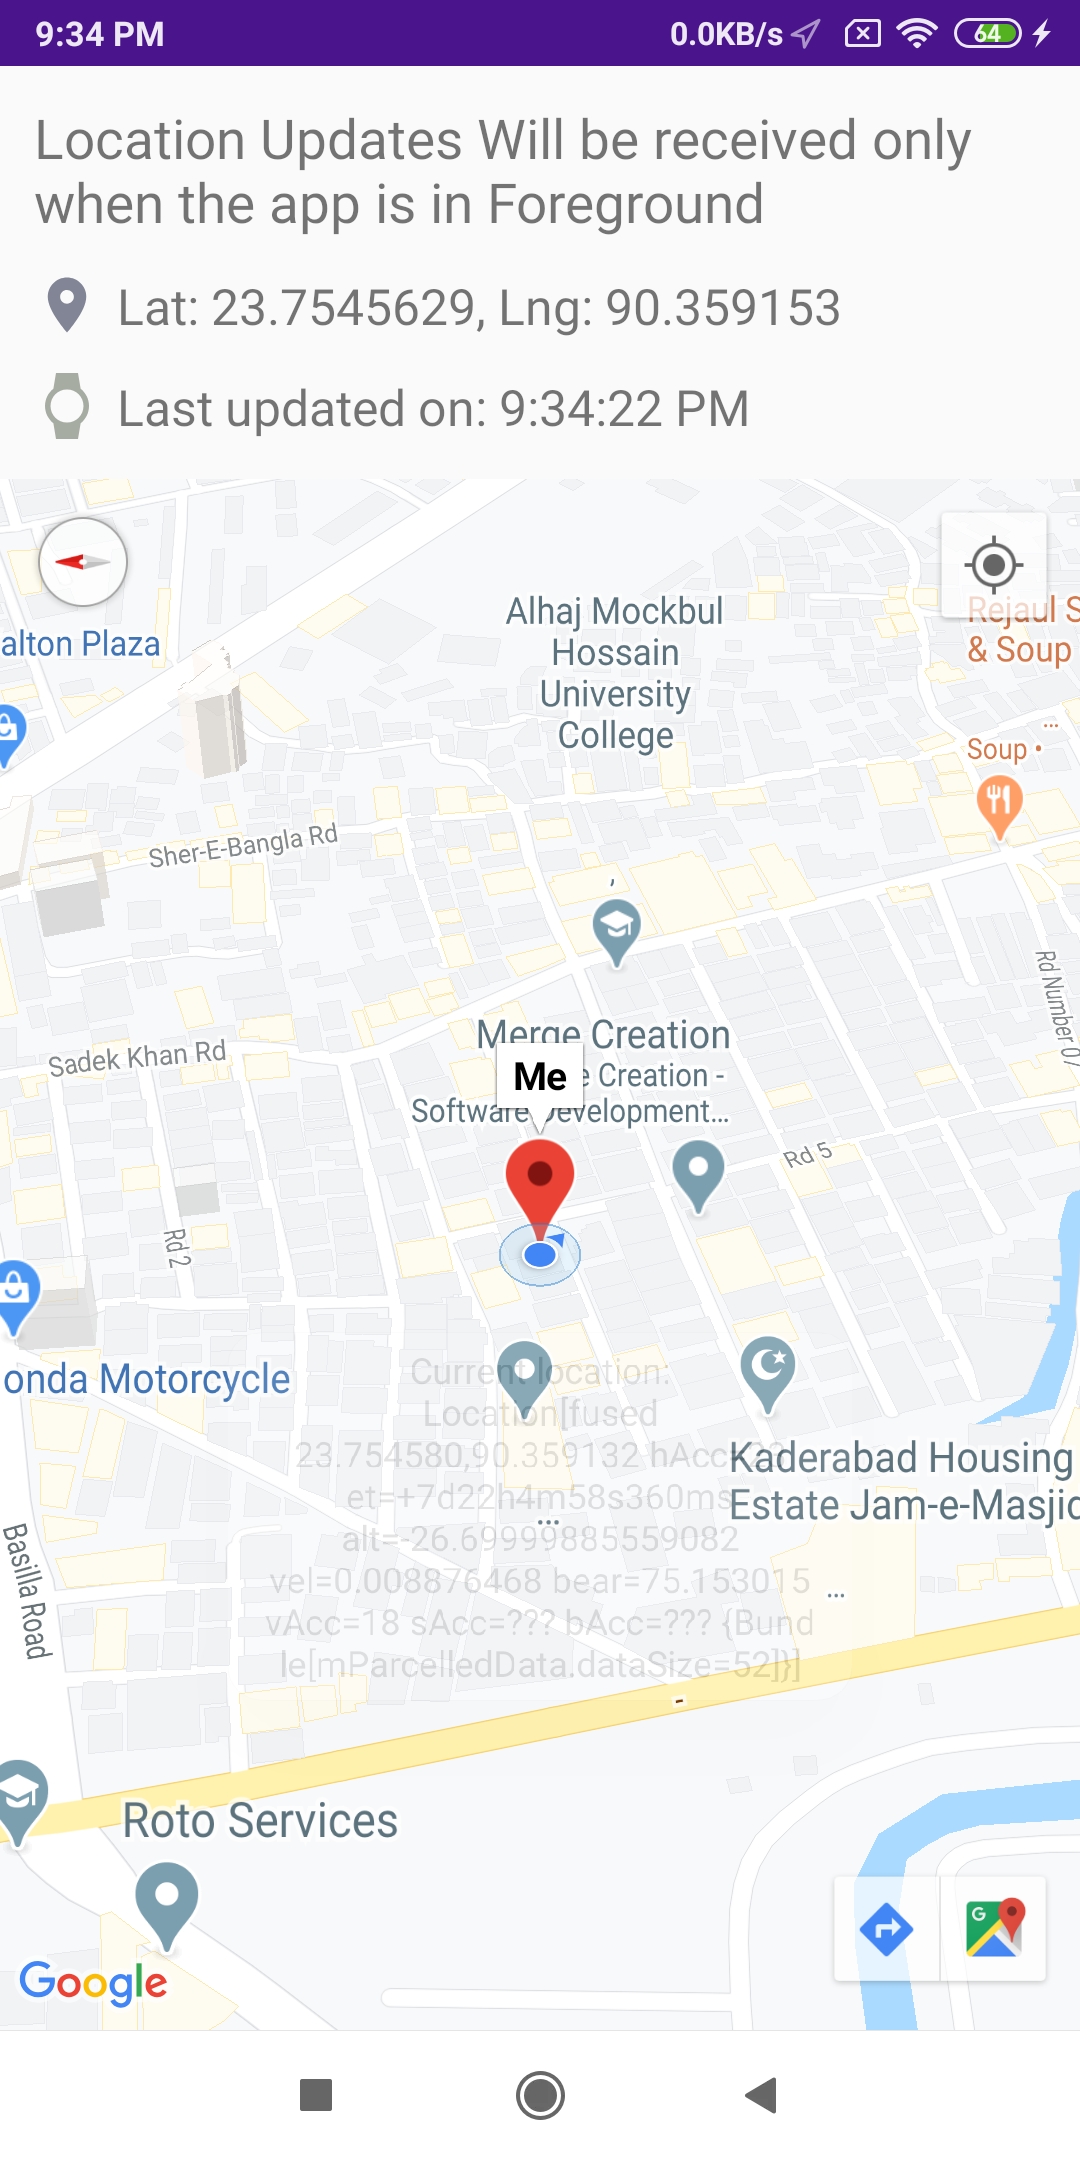 9:34 PM
0.0KB/s
64
Location Updates Will be received only
when the app is in Foreground
Lat: 23.7545629, Lng: 90.359153
Last updated on: 9:34:22 PM
Alhaj Mockbul
Hossain
University
College
Rejaul S
& Soup
alton Plaza
...
Soup •
Sher-E-Bangla Rd
,
Rd Number 07
Merge Creation
Sadek Khan Rd
Me
e Creation -
Software Development...
Rd 5
Rd 2
onda Motorcycle
Current location:
Location[fused
23.754580,90.359132 hAcc
et=+7d22h4m58s360ms
alt=-26.69999885559082
vel=0.008876468 bear=75.153015
vAcc=18 sAcc=??? bAcc=??? {Bund
le[mParcelledData.dataSize=52]}]
Kaderabad Housing
Estate Jam-e-Masjid
...
...
Basilla Road
-
Roto Services
G
Google